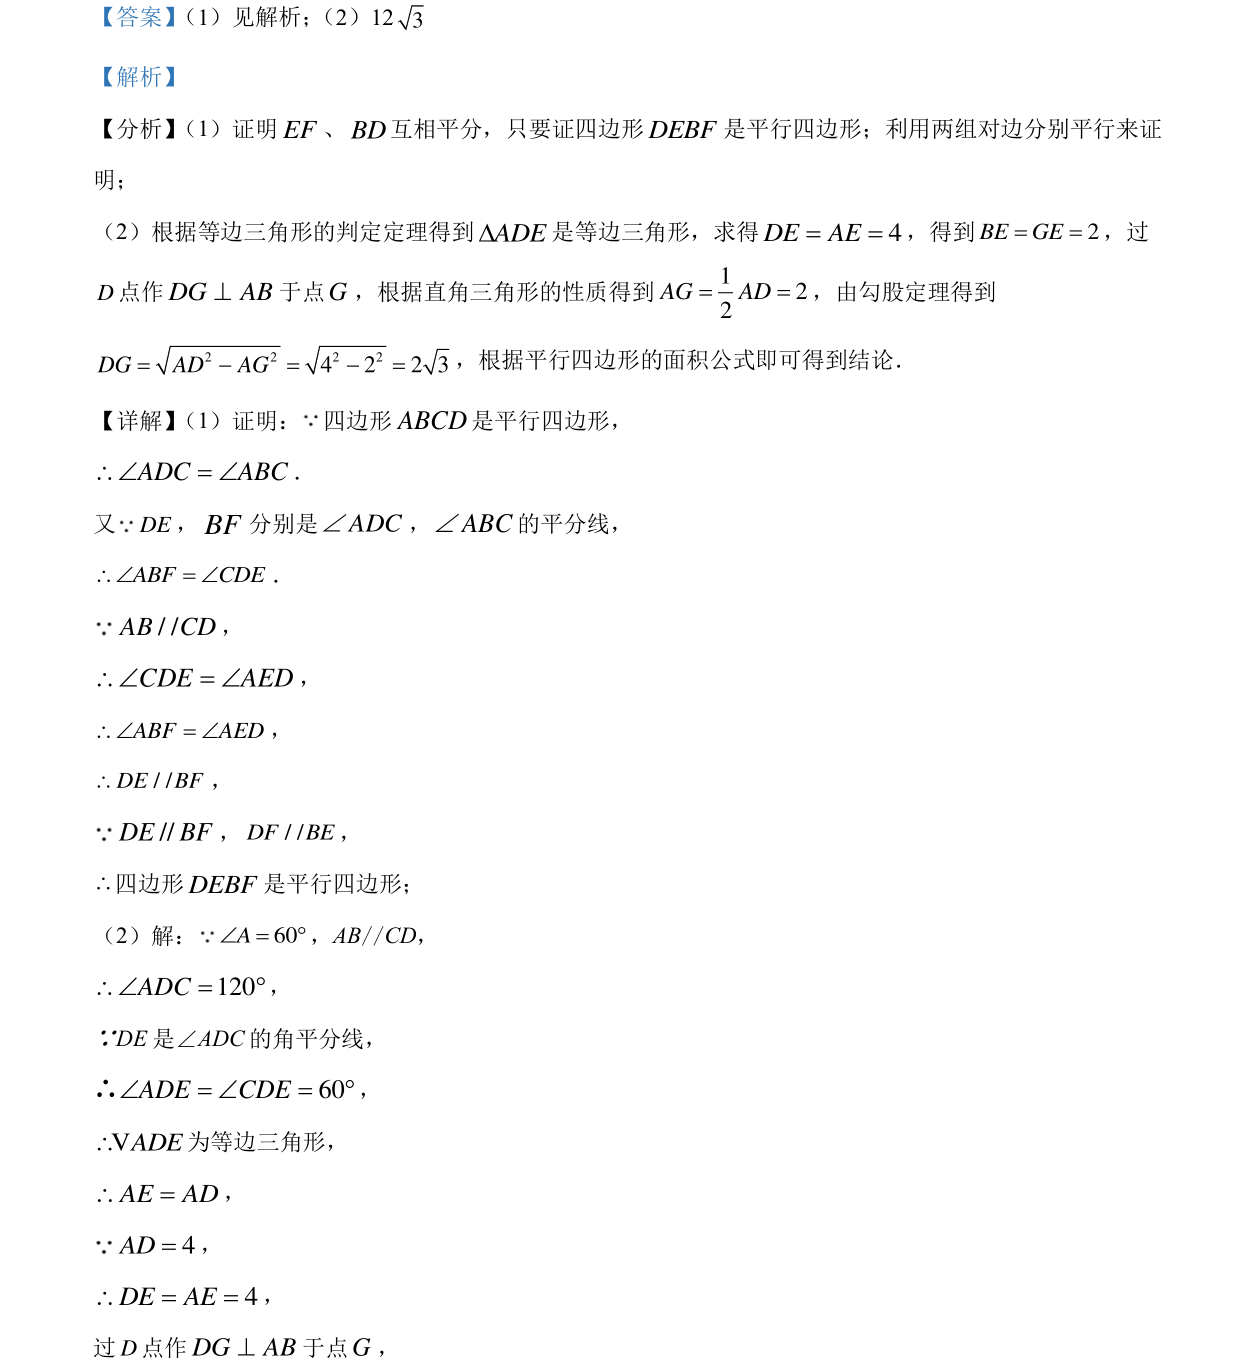 【答案】（1）见解析；（2）12√3
【解析】
【分析】（1）证明 EF 、 BD 互相平分，只要证四边形 DEBF 是平行四边形；利用两组对边分别平行来证
明；
（2）根据等边三角形的判定定理得到 ΔADE 是等边三角形，求得 DE = AE = 4，得到 BE = GE = 2，过
D 点作 DG ⊥ AB 于点 G ，根据直角三角形的性质得到 AG = 1/2 AD = 2，由勾股定理得到
DG = √(AD² − AG²) = √(4² − 2²) = 2√3，根据平行四边形的面积公式即可得到结论．
【详解】（1）证明：∵四边形 ABCD 是平行四边形，
∴∠ADC = ∠ABC．
又∵DE， BF 分别是∠ADC ，∠ABC 的平分线，
∴∠ABF = ∠CDE．
∵ AB//CD，
∴∠CDE = ∠AED，
∴∠ABF = ∠AED，
∴DE//BF，
∵ DE//BF， DF//BE，
∴四边形 DEBF 是平行四边形；
（2）解：∵∠A = 60°，AB//CD，
∴∠ADC = 120°，
∵DE 是∠ADC 的角平分线，
∴∠ADE = ∠CDE = 60°，
∴VADE 为等边三角形，
∴ AE = AD，
∵ AD = 4，
∴ DE = AE = 4，
过 D 点作 DG ⊥ AB 于点 G ，